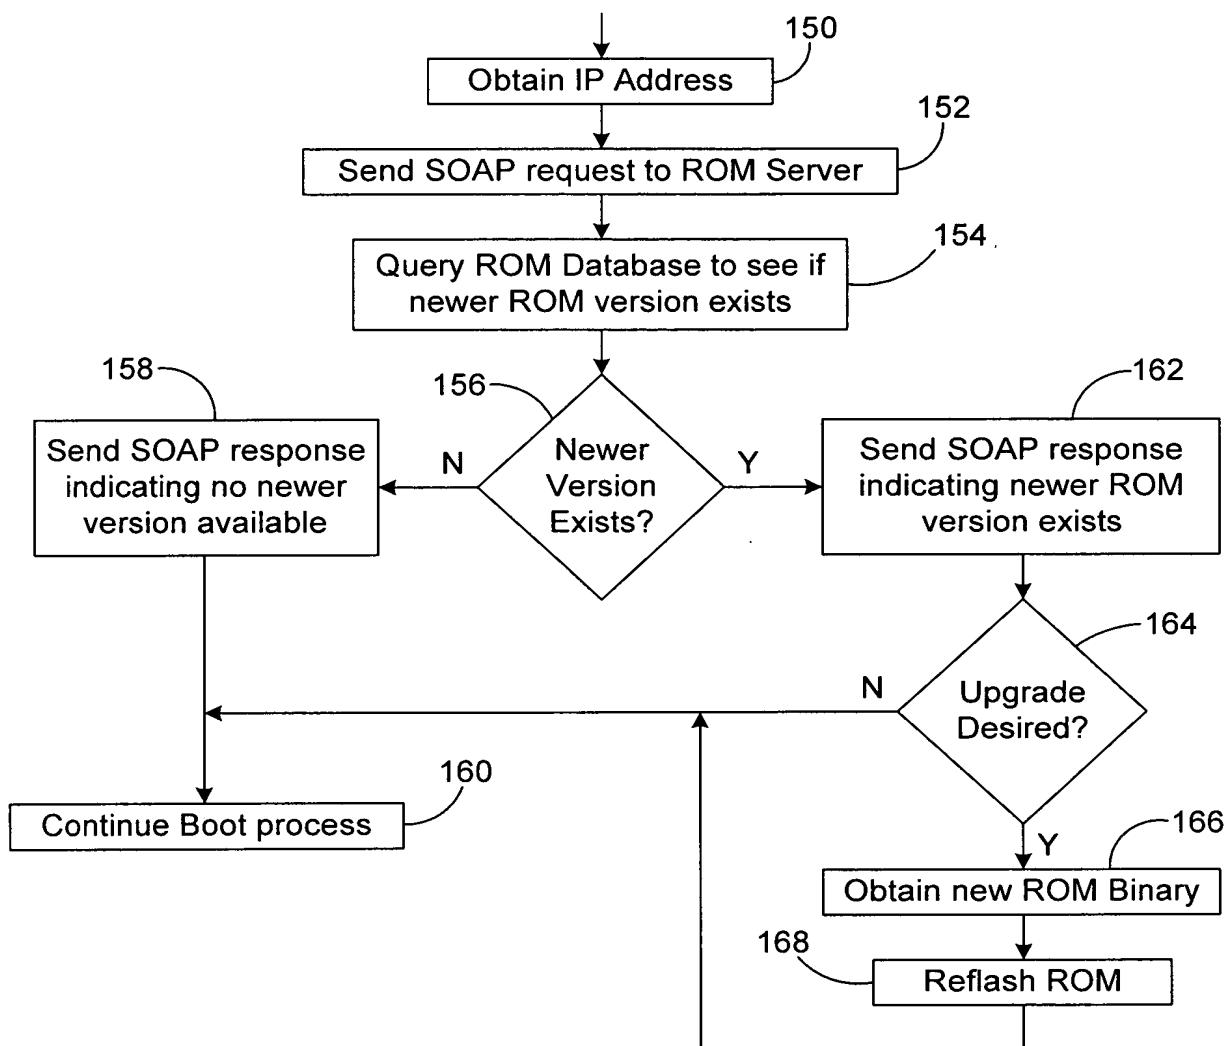 150
Obtain IP Address
152
Send SOAP request to ROM Server
154
Query ROM Database to see if
newer ROM version exists
158
156
162
Send SOAP response
indicating no newer
version available
N
Newer
Version
Exists?
Y
Send SOAP response
indicating newer ROM
version exists
164
N
Upgrade
Desired?
160
Continue Boot process
Y
166
Obtain new ROM Binary
168
Reflash ROM